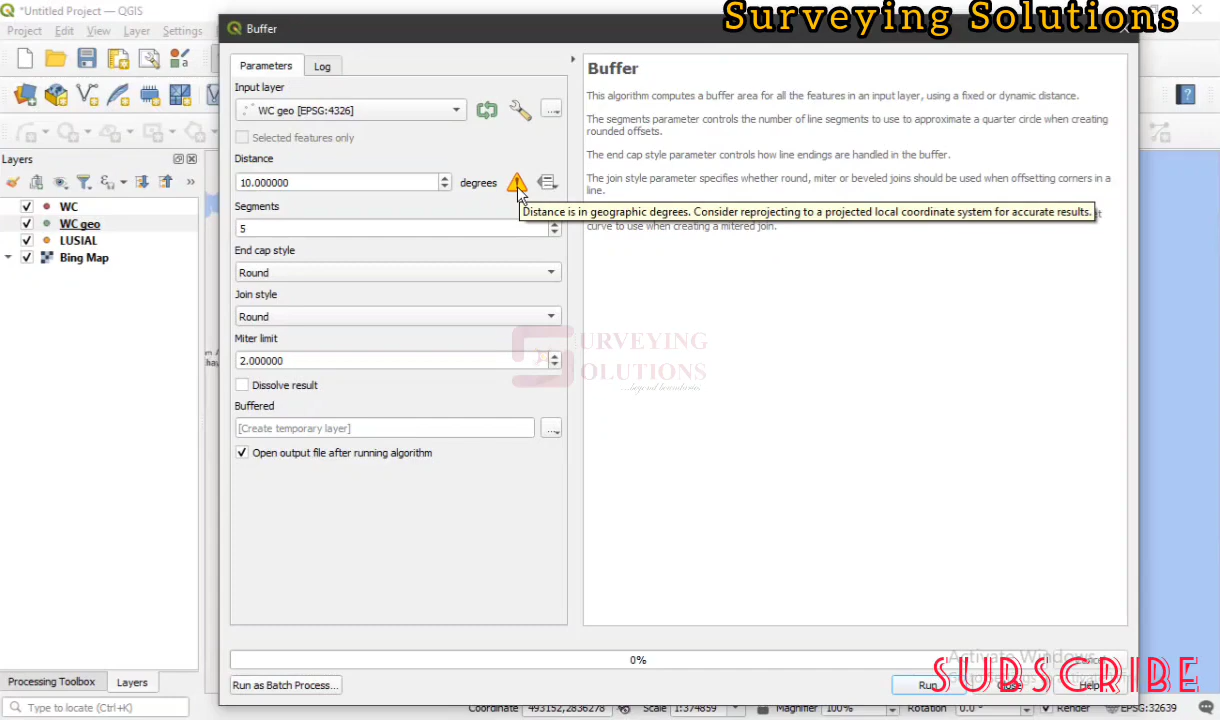 *Untitled Project — QGIS
Surveying Solutions
Buffer
Project Edit View Layer Settings
Parameters Log
Input layer
WC geo [EPSG:4326]
Selected features only
Distance
10.000000 degrees
Segments
5
End cap style
Round
Join style
Round
Miter limit
2.000000
Dissolve result
Buffered
[Create temporary layer]
Open output file after running algorithm
Buffer
This algorithm computes a buffer area for all the features in an input layer, using a fixed or dynamic distance.
The segments parameter controls the number of line segments to use to approximate a quarter circle when creating
rounded offsets.
The end cap style parameter controls how line endings are handled in the buffer.
The join style parameter specifies whether round, miter or beveled joins should be used when offsetting corners in a
line.
Distance is in geographic degrees. Consider reprojecting to a projected local coordinate system for accurate results.
curve to use when creating a mitered join.
Layers
WC
WC geo
LUSIAL
Bing Map
SURVEYING
SOLUTIONS
...beyond boundaries
0%
Activate Windows
SUBSCRIBE
Run as Batch Process...
Run Close Help
Processing Toolbox Layers
Type to locate (Ctrl+K)
Coordinate 493152,2836278 Scale 1:374859 Magnifier 100% Rotation 0.0 ° Render EPSG:32639